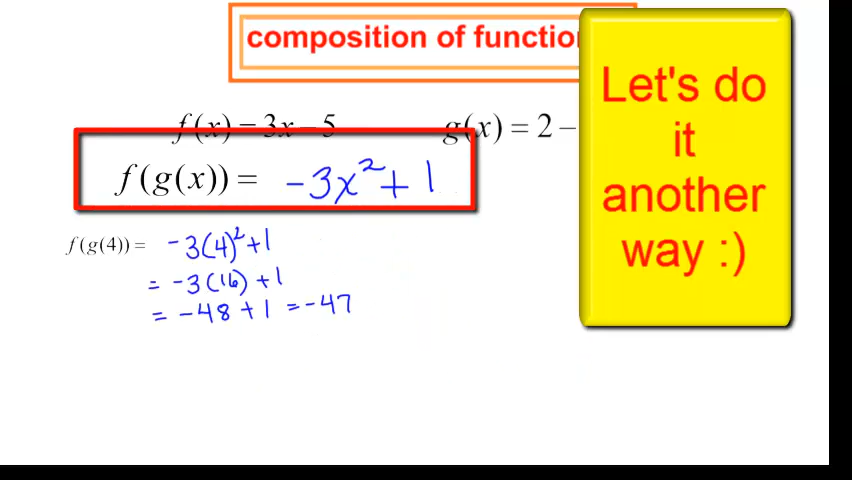 composition of function
f(x) = 3x − 5
g(x) = 2 −
f(g(x)) = -3x² + 1
f(g(4)) = -3(4)² + 1
= -3(16) + 1
= -48 + 1 = -47
Let's do
it
another
way :)